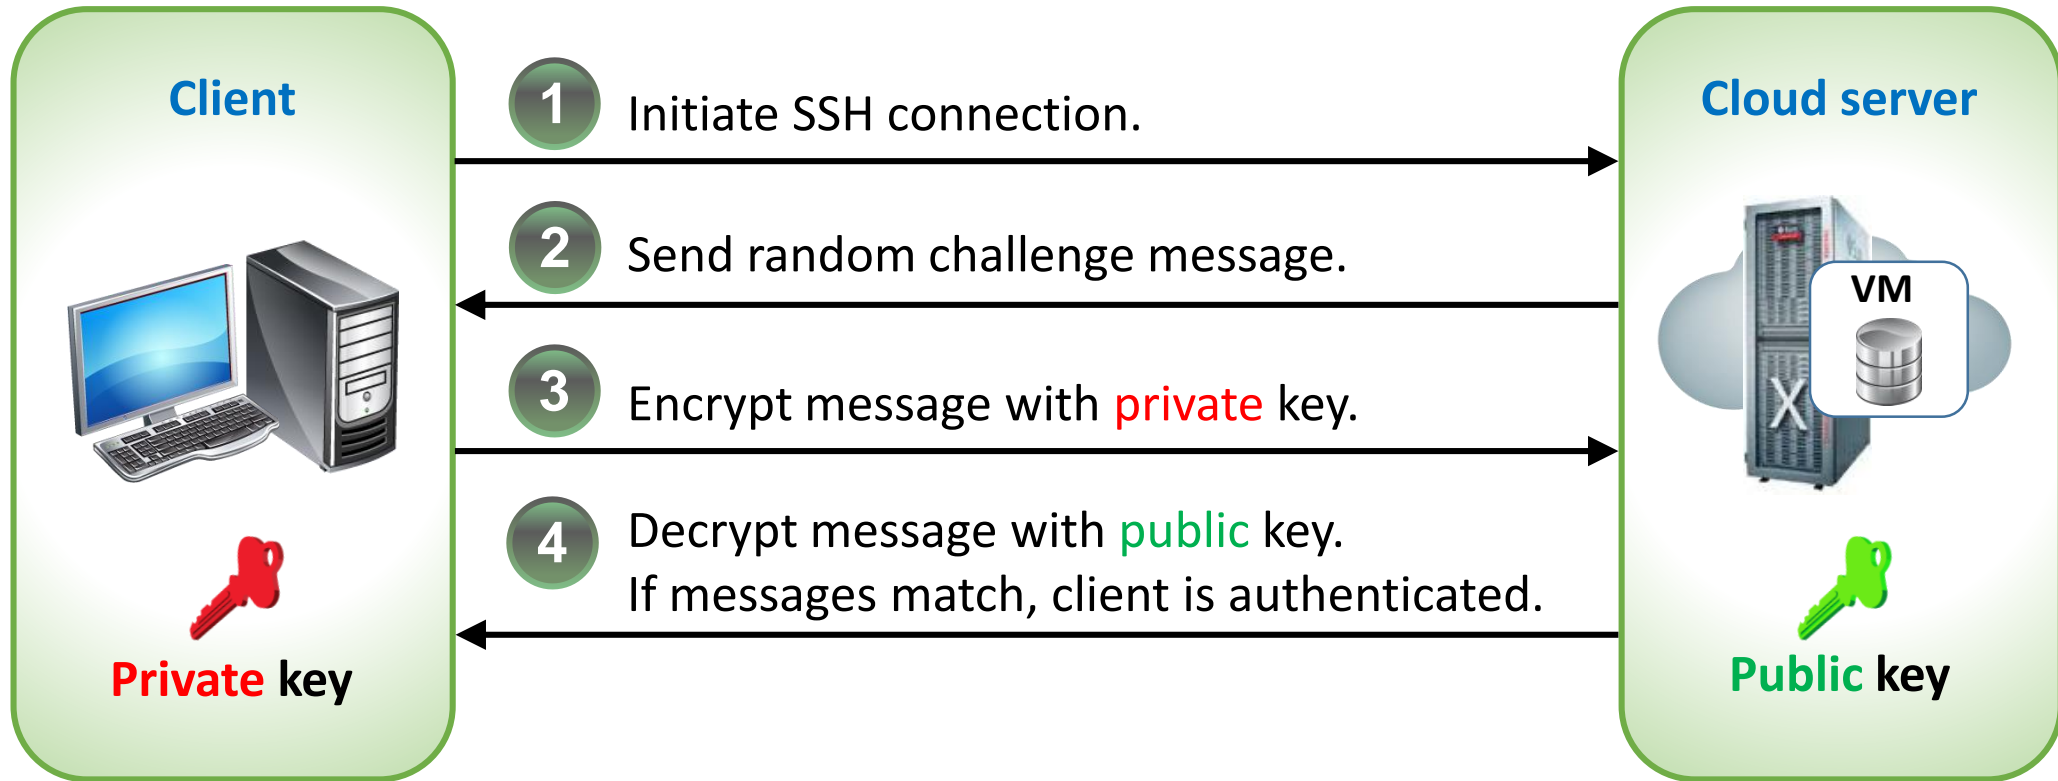 Client
Cloud server
1
Initiate SSH connection.
2
Send random challenge message.
VM
3
Encrypt message with private key.
X
4
Decrypt message with public key.
If messages match, client is authenticated.
Private key
Public key